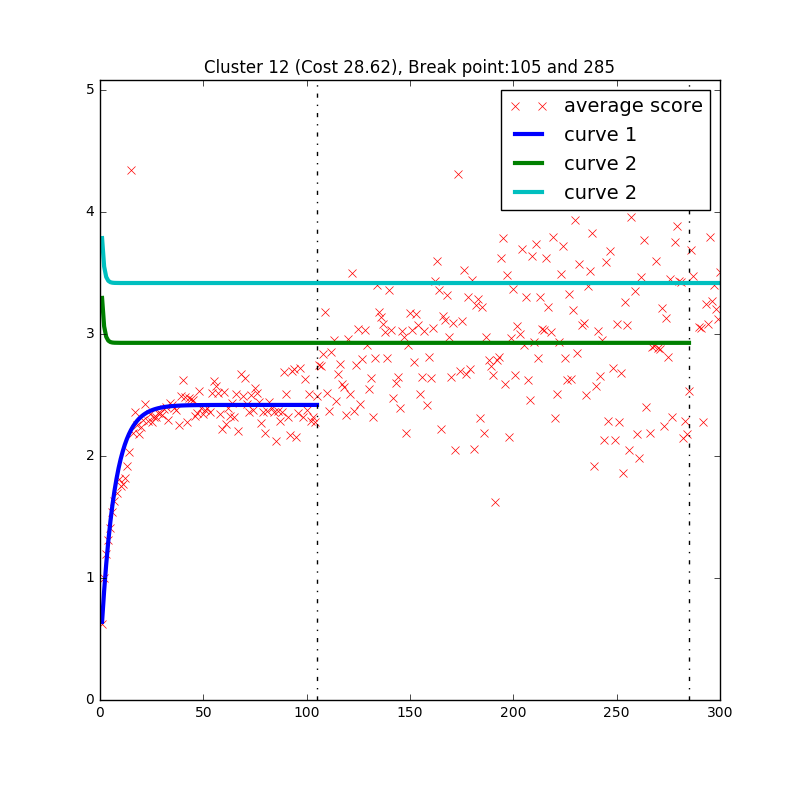 Cluster 12 (Cost 28.62), Break point:105 and 285
average score
curve 1
curve 2
curve 2
5
4
3
2
1
0
0 50 100 150 200 250 300